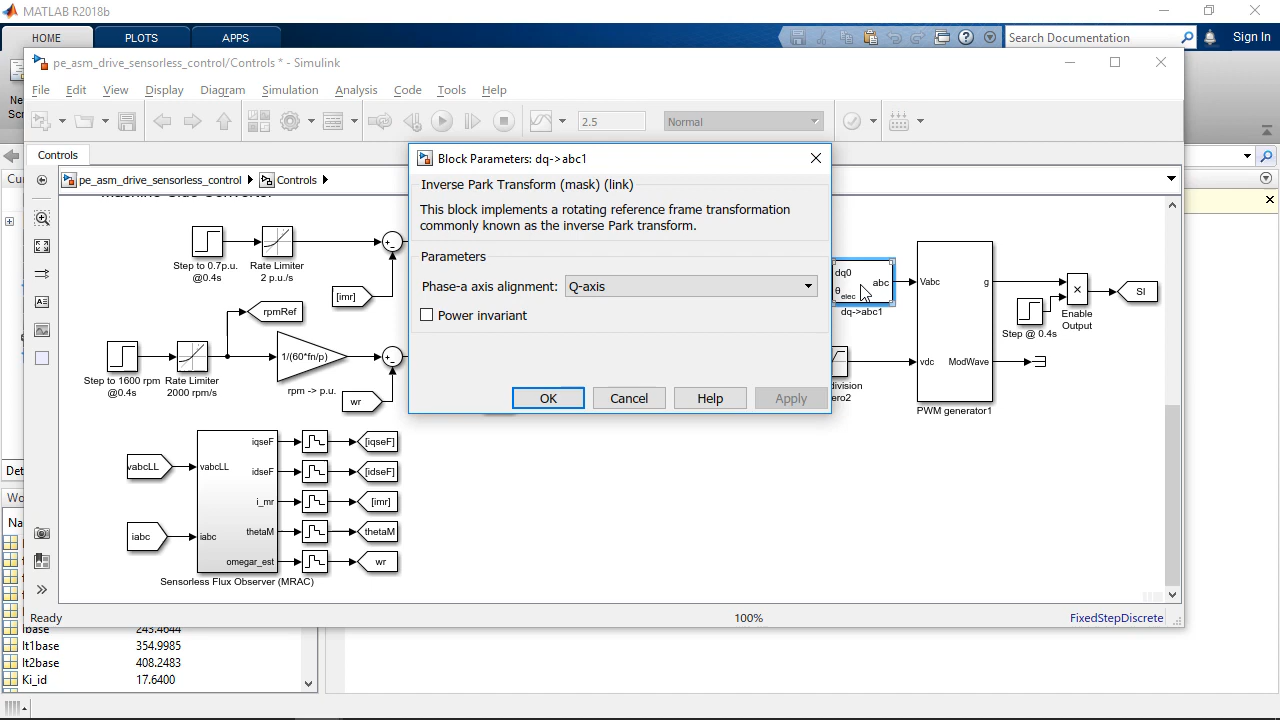 MATLAB R2018b
HOME
PLOTS
APPS
Search Documentation
Sign In
pe_asm_drive_sensorless_control/Controls * - Simulink
File
Edit
View
Display
Diagram
Simulation
Analysis
Code
Tools
Help
2.5
Normal
Controls
pe_asm_drive_sensorless_control
Controls
Step to 0.7p.u.
@0.4s
Rate Limiter
2 p.u./s
[imr]
rpmRef
Step to 1600 rpm
@0.4s
Rate Limiter
2000 rpm/s
1/(60*fn/p)
rpm -> p.u.
wr
vabcLL
iabc
vabcLL
iabc
iqseF
idseF
i_mr
thetaM
omegar_est
[iqseF]
[idseF]
[imr]
thetaM
wr
Sensorless Flux Observer (MRAC)
Block Parameters: dq->abc1
Inverse Park Transform (mask) (link)
This block implements a rotating reference frame transformation
commonly known as the inverse Park transform.
Parameters
Phase-a axis alignment:
Q-axis
Power invariant
OK
Cancel
Help
Apply
dq0
θelec
abc
dq->abc1
Vabc
vdc
g
ModWave
PWM generator1
Step @ 0.4s
×
Enable
Output
SI
Ready
100%
FixedStepDiscrete
It1base
354.9985
It2base
408.2483
Ki_id
17.6400